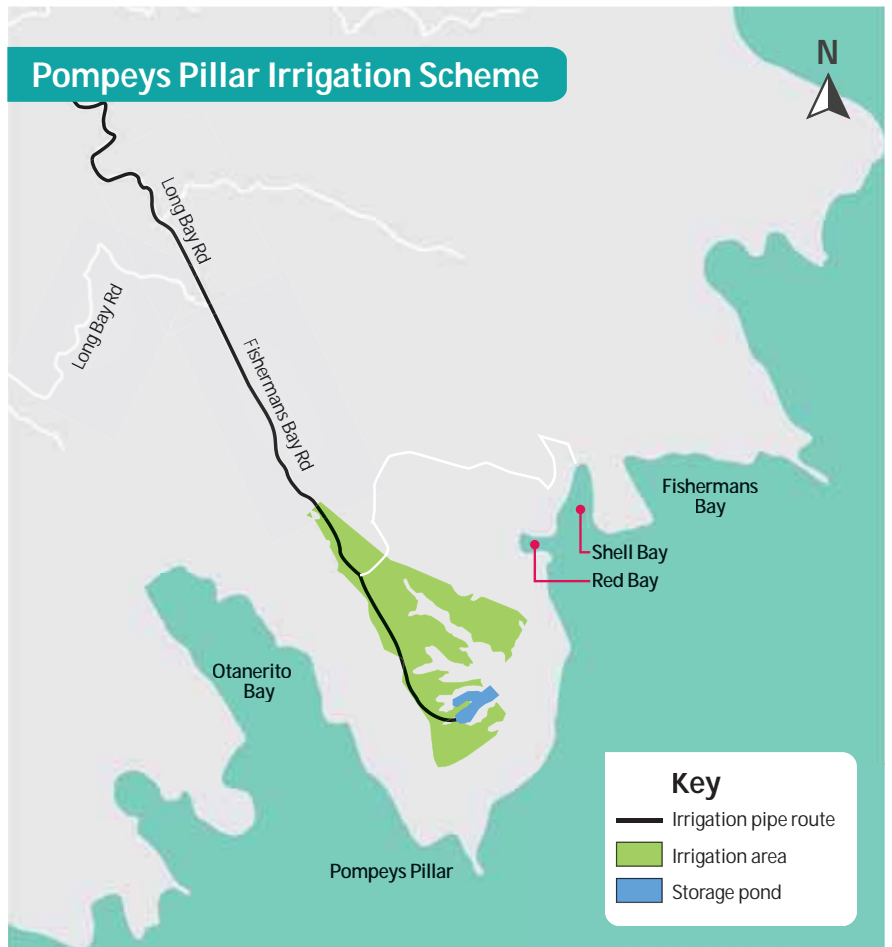 Pompeys Pillar Irrigation Scheme
N
Long Bay Rd
Long Bay Rd
Fishermans Bay Rd
Fishermans
Bay
Shell Bay
Red Bay
Otanerito
Bay
Pompeys Pillar
Key
Irrigation pipe route
Irrigation area
Storage pond